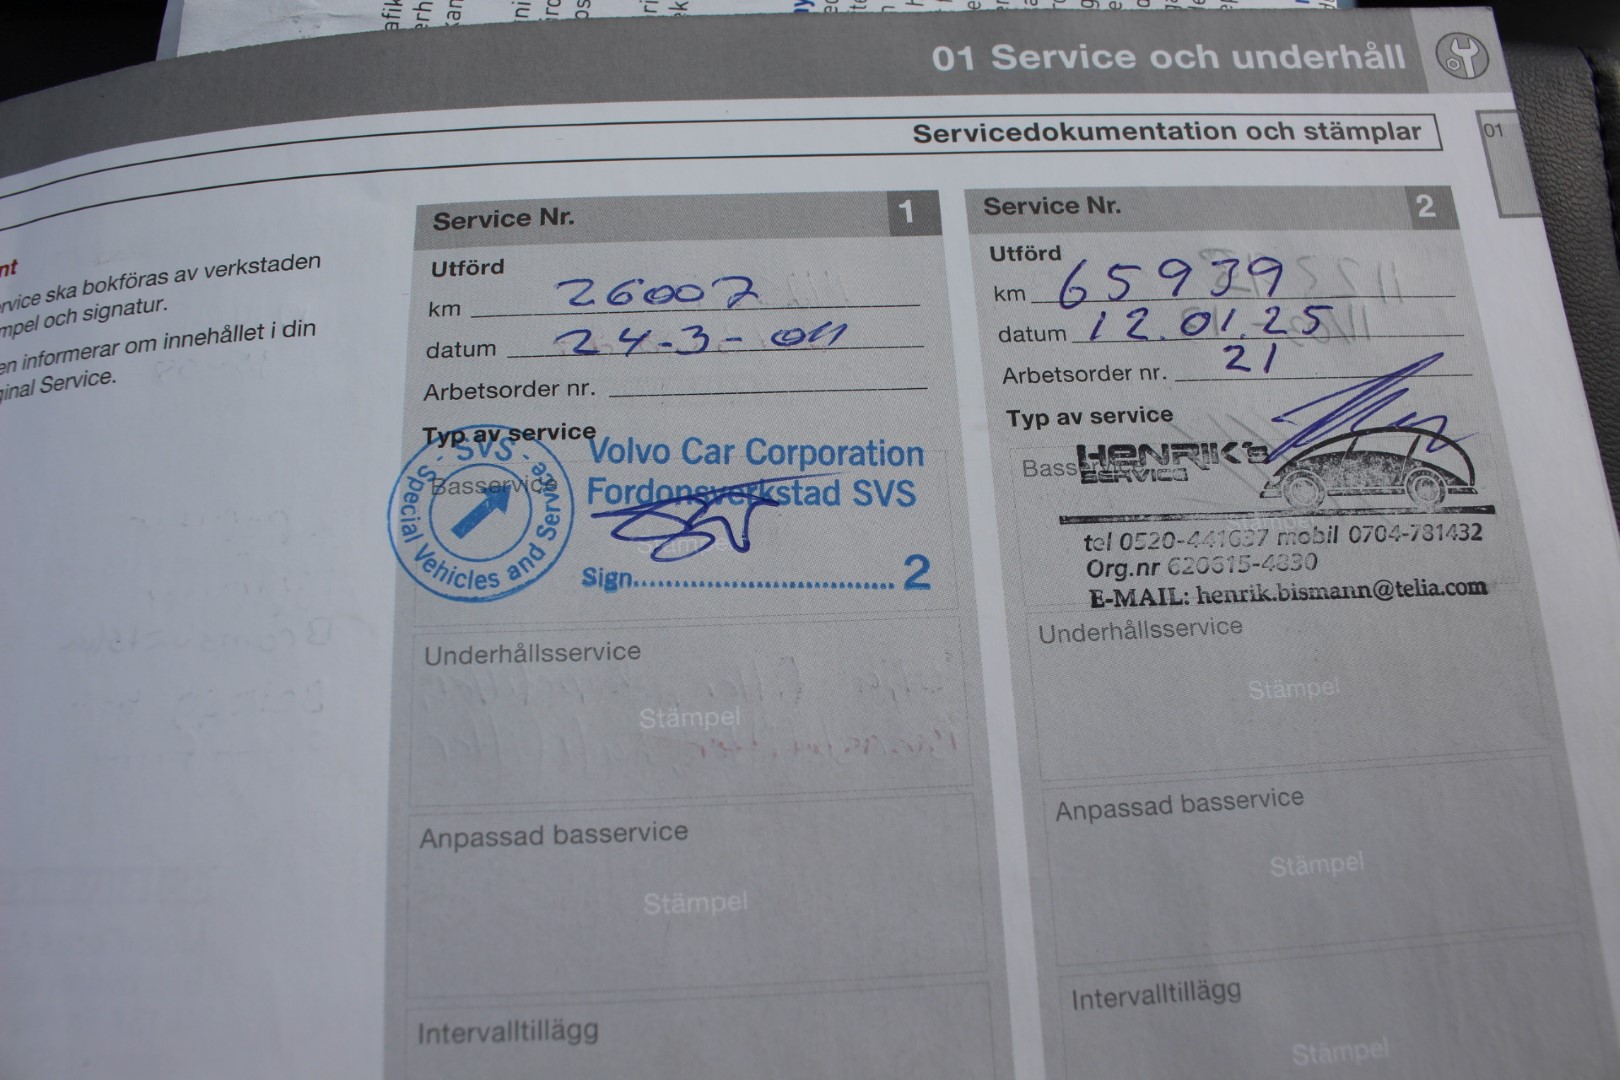 01 Service och underhåll
Servicedokumentation och stämplar
01
ska bokföras av verkstaden
och signatur.
informerar om innehållet i din
Service.
Service Nr. 1
Utförd
km 26007
datum 24-3-011
Arbetsorder nr.
Typ av service
Basservice
SVS
Special Vehicles and Service
Volvo Car Corporation
Fordonsverkstad SVS
Stämpel
Sign. 2
Underhållsservice
Stämpel
Anpassad basservice
Stämpel
Intervalltillägg
Service Nr. 2
Utförd
km 65939
datum 12.01.25
Arbetsorder nr. 21
Typ av service
HENRIK's
SERVICE
Stämpel
tel 0520-441637 mobil 0704-781432
Org.nr 620615-4830
E-MAIL: henrik.bismann@telia.com
Underhållsservice
Stämpel
Anpassad basservice
Stämpel
Intervalltillägg
Stämpel